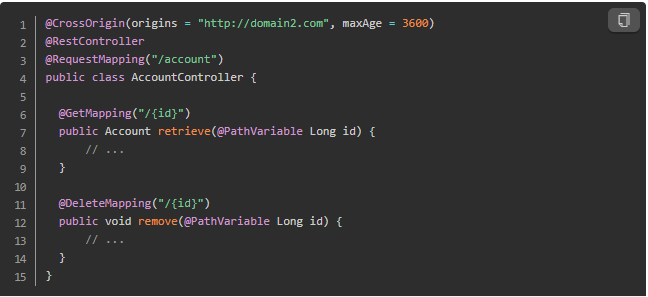 1 @CrossOrigin(origins = "http://domain2.com", maxAge = 3600)
2 @RestController
3 @RequestMapping("/account")
4 public class AccountController {
5
6 @GetMapping("/{id}")
7 public Account retrieve(@PathVariable Long id) {
8 // ...
9 }
10
11 @DeleteMapping("/{id}")
12 public void remove(@PathVariable Long id) {
13 // ...
14 }
15 }